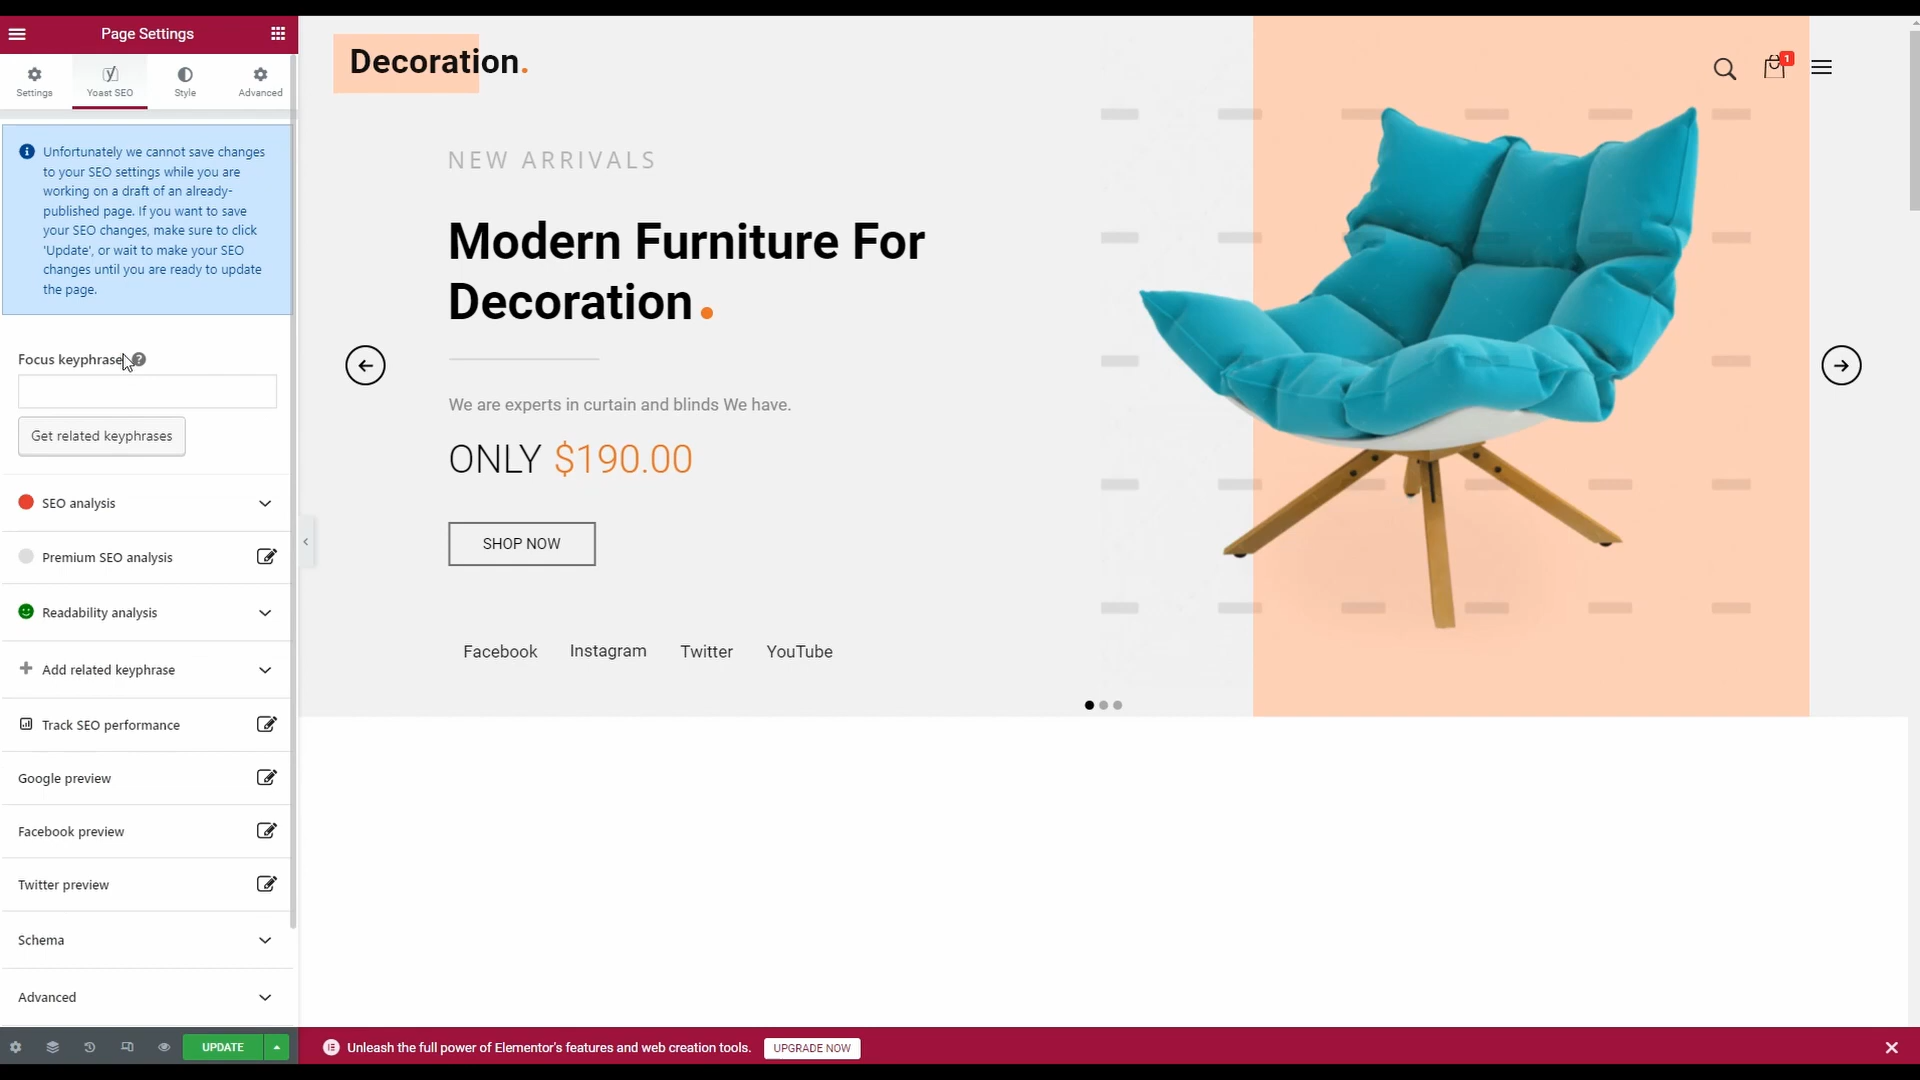 Page Settings
Settings
Yoast SEO
Style
Advanced
Unfortunately we cannot save changes
to your SEO settings while you are
working on a draft of an already-
published page. If you want to save
your SEO changes, make sure to click
'Update', or wait to make your SEO
changes until you are ready to update
the page.
Focus keyphrase
Get related keyphrases
SEO analysis
Premium SEO analysis
Readability analysis
Add related keyphrase
Track SEO performance
Google preview
Facebook preview
Twitter preview
Schema
Advanced
UPDATE
Decoration.
1
NEW ARRIVALS
Modern Furniture For
Decoration.
We are experts in curtain and blinds We have.
ONLY $190.00
SHOP NOW
Facebook
Instagram
Twitter
YouTube
Unleash the full power of Elementor's features and web creation tools.
UPGRADE NOW